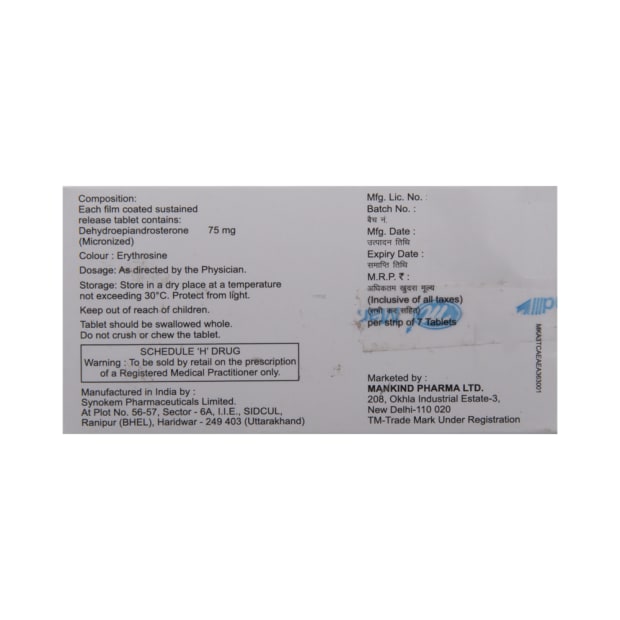 Composition:
Each film coated sustained
release tablet contains:
Dehydroepiandrosterone 75 mg
(Micronized)
Colour : Erythrosine
Dosage: As directed by the Physician.
Storage: Store in a dry place at a temperature
not exceeding 30°C. Protect from light.
Keep out of reach of children.
Tablet should be swallowed whole.
Do not crush or chew the tablet.
SCHEDULE 'H' DRUG
Warning : To be sold by retail on the prescription
of a Registered Medical Practitioner only.
Manufactured in India by :
Synokem Pharmaceuticals Limited.
At Plot No. 56-57, Sector - 6A, I.I.E., SIDCUL,
Ranipur (BHEL), Haridwar - 249 403 (Uttarakhand)
Mfg. Lic. No. :
Batch No. :
बैच नं.
Mfg. Date :
उत्पादन तिथि
Expiry Date :
समाप्ति तिथि
M.R.P. ₹ :
अधिकतम खुदरा मूल्य
(Inclusive of all taxes)
(सभी कर सहित)
per strip of 7 Tablets
Marketed by :
MANKIND PHARMA LTD.
208, Okhla Industrial Estate-3,
New Delhi-110 020
TM-Trade Mark Under Registration